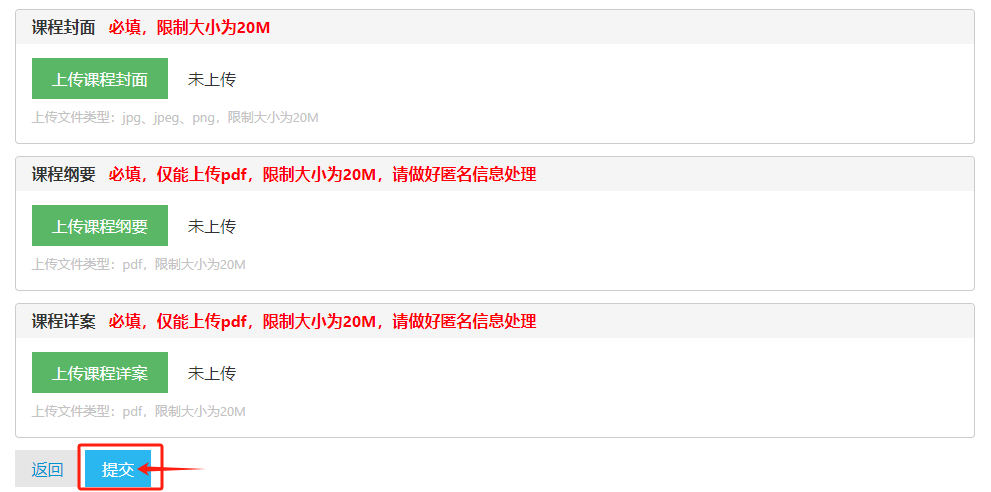 课程封面 必填，限制大小为20M
上传课程封面 未上传
上传文件类型：jpg、jpeg、png，限制大小为20M
课程纲要 必填，仅能上传pdf，限制大小为20M，请做好匿名信息处理
上传课程纲要 未上传
上传文件类型：pdf，限制大小为20M
课程详案 必填，仅能上传pdf，限制大小为20M，请做好匿名信息处理
上传课程详案 未上传
上传文件类型：pdf，限制大小为20M
返回 提交